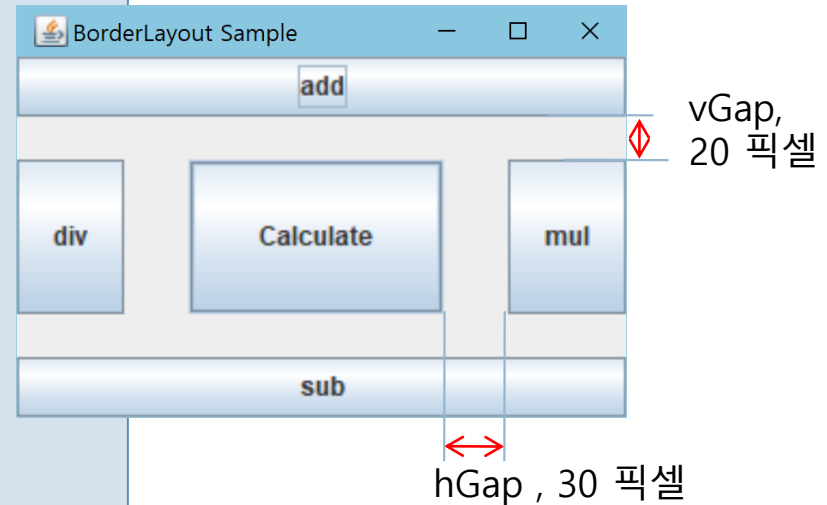 BorderLayout Sample
add
vGap,
20 픽셀
div
Calculate
mul
sub
hGap , 30 픽셀